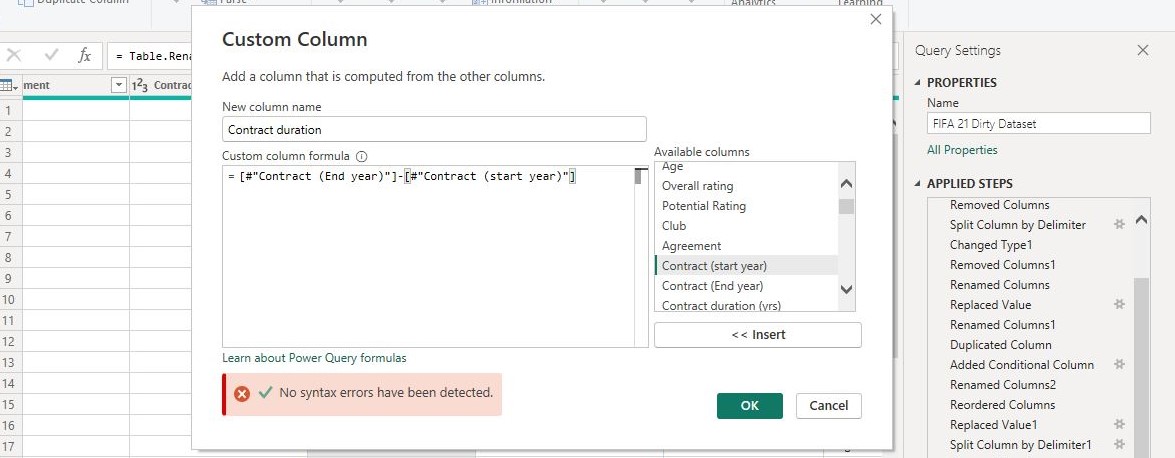 Duplicate Column
Parse
Information
Analytics
Learning
fx
= Table.Rena
ment
1²3 Contrac
1
2
3
4
5
6
7
8
9
10
11
12
13
14
15
16
17
Custom Column
Add a column that is computed from the other columns.
New column name
Contract duration
Custom column formula
= [#"Contract (End year)"]-[#"Contract (start year)"]
Available columns
Age
Overall rating
Potential Rating
Club
Agreement
Contract (start year)
Contract (End year)
Contract duration (yrs)
<< Insert
Learn about Power Query formulas
No syntax errors have been detected.
OK
Cancel
Query Settings
PROPERTIES
Name
FIFA 21 Dirty Dataset
All Properties
APPLIED STEPS
Removed Columns
Split Column by Delimiter
Changed Type1
Removed Columns1
Renamed Columns
Replaced Value
Renamed Columns1
Duplicated Column
Added Conditional Column
Renamed Columns2
Reordered Columns
Replaced Value1
Split Column by Delimiter1